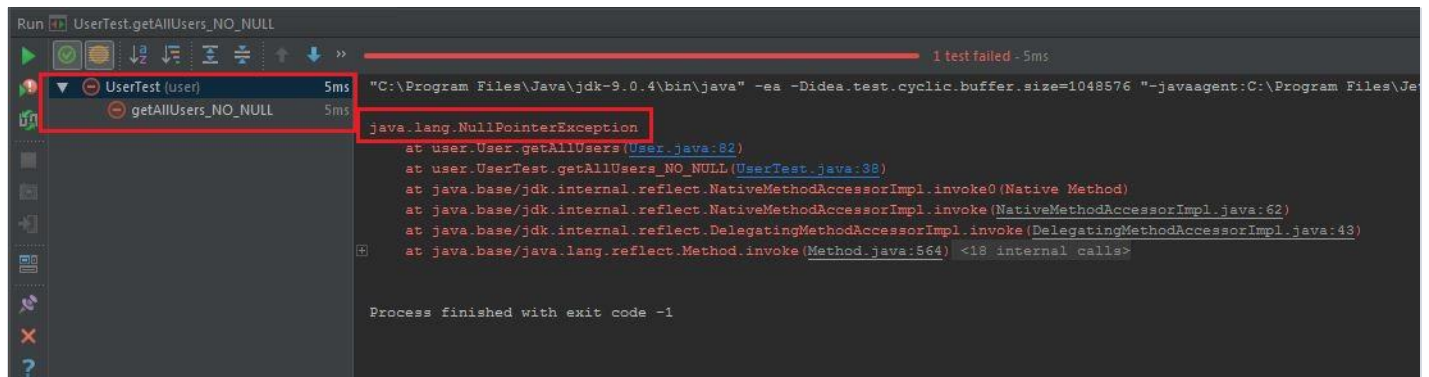 Run UserTest.getAllUsers_NO_NULL
1 test failed - 5ms
UserTest (user) 5ms
getAllUsers_NO_NULL 5ms
"C:\Program Files\Java\jdk-9.0.4\bin\java" -ea -Didea.test.cyclic.buffer.size=1048576 "-javaagent:C:\Program Files\Je
java.lang.NullPointerException
at user.User.getAllUsers(User.java:82)
at user.UserTest.getAllUsers_NO_NULL(UserTest.java:38)
at java.base/jdk.internal.reflect.NativeMethodAccessorImpl.invoke0(Native Method)
at java.base/jdk.internal.reflect.NativeMethodAccessorImpl.invoke(NativeMethodAccessorImpl.java:62)
at java.base/jdk.internal.reflect.DelegatingMethodAccessorImpl.invoke(DelegatingMethodAccessorImpl.java:43)
at java.base/java.lang.reflect.Method.invoke(Method.java:564) <18 internal calls>
Process finished with exit code -1